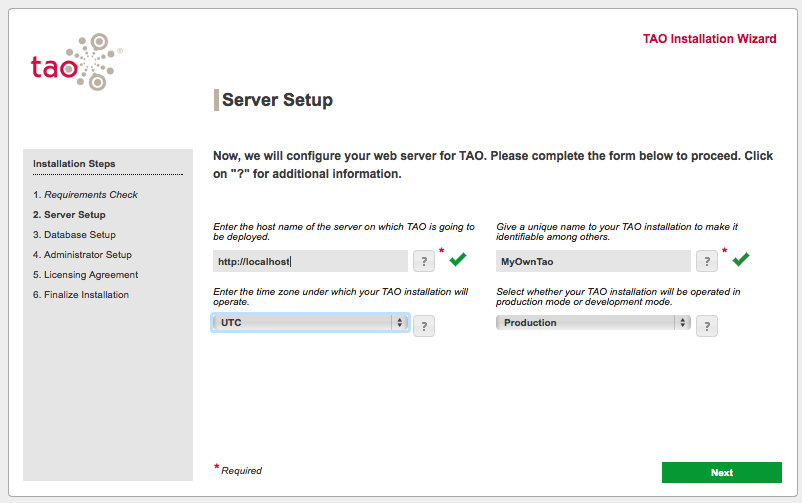 TAO Installation Wizard
tao®
Server Setup
Installation Steps
1. Requirements Check
2. Server Setup
3. Database Setup
4. Administrator Setup
5. Licensing Agreement
6. Finalize Installation
Now, we will configure your web server for TAO. Please complete the form below to proceed. Click
on "?" for additional information.
Enter the host name of the server on which TAO is going to
be deployed.
http://localhost
?
*
Give a unique name to your TAO installation to make it
identifiable among others.
MyOwnTao
?
*
Enter the time zone under which your TAO installation will
operate.
UTC
?
Select whether your TAO installation will be operated in
production mode or development mode.
Production
?
* Required
Next